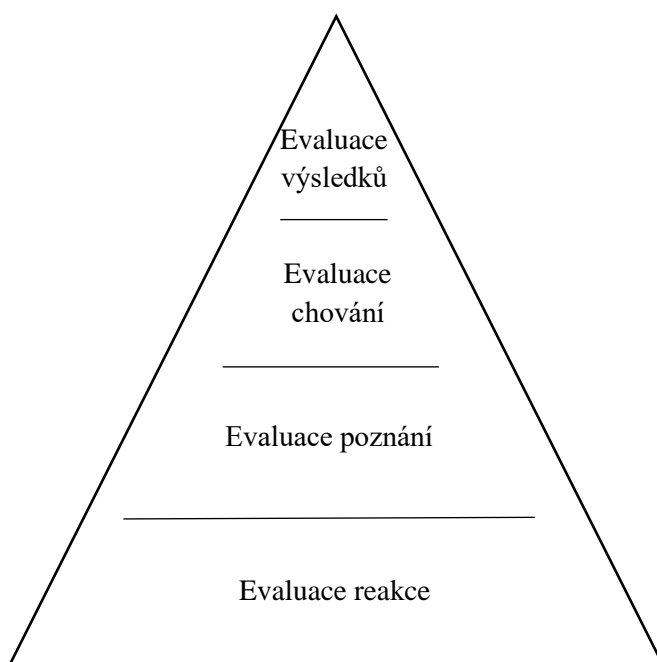 Evaluace
výsledků
Evaluace
chování
Evaluace poznání
Evaluace reakce